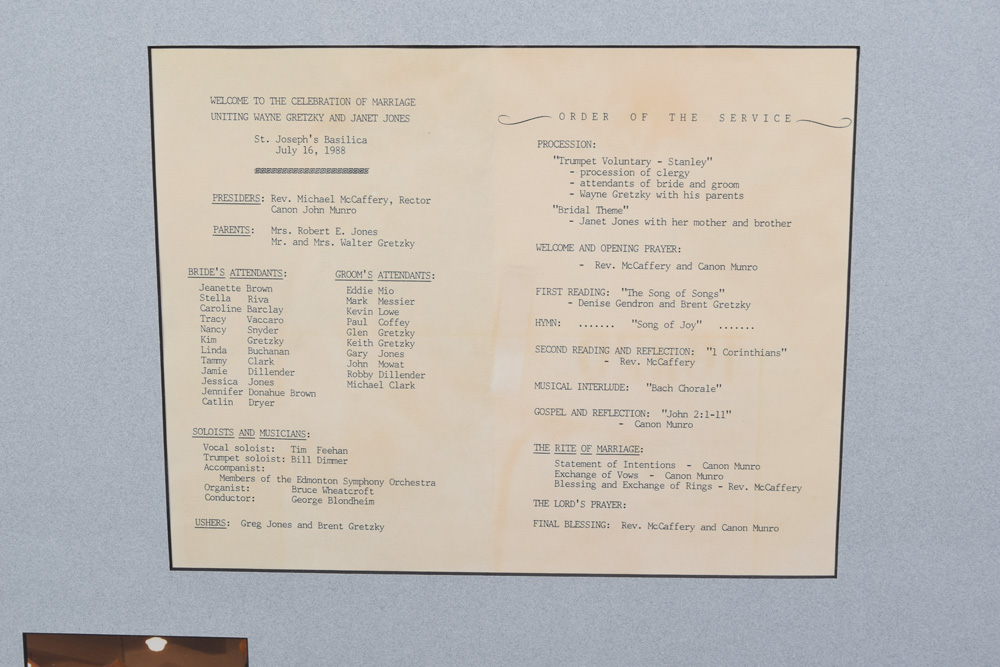 WELCOME TO THE CELEBRATION OF MARRIAGE
UNITING WAYNE GRETZKY AND JANET JONES
St. Joseph's Basilica
July 16, 1988
PRESIDERS: Rev. Michael McCaffery, Rector
Canon John Munro
PARENTS: Mrs. Robert E. Jones
Mr. and Mrs. Walter Gretzky
BRIDE'S ATTENDANTS:
Jeanette Brown
Stella Riva
Caroline Barclay
Tracy Vaccaro
Nancy Snyder
Kim Gretzky
Linda Buchanan
Tammy Clark
Jamie Dillender
Jessica Jones
Jennifer Donahue Brown
Catlin Dryer
GROOM'S ATTENDANTS:
Eddie Mio
Mark Messier
Kevin Lowe
Paul Coffey
Glen Gretzky
Keith Gretzky
Gary Jones
John Mowat
Robby Dillender
Michael Clark
SOLOISTS AND MUSICIANS:
Vocal soloist: Tim Feehan
Trumpet soloist: Bill Dimmer
Accompanist:
Members of the Edmonton Symphony Orchestra
Organist: Bruce Wheatcroft
Conductor: George Blondheim
USHERS: Greg Jones and Brent Gretzky
ORDER OF THE SERVICE
PROCESSION:
"Trumpet Voluntary - Stanley"
- procession of clergy
- attendants of bride and groom
- Wayne Gretzky with his parents
"Bridal Theme"
- Janet Jones with her mother and brother
WELCOME AND OPENING PRAYER:
- Rev. McCaffery and Canon Munro
FIRST READING: "The Song of Songs"
- Denise Gendron and Brent Gretzky
HYMN: ....... "Song of Joy" .......
SECOND READING AND REFLECTION: "1 Corinthians"
- Rev. McCaffery
MUSICAL INTERLUDE: "Bach Chorale"
GOSPEL AND REFLECTION: "John 2:1-11"
- Canon Munro
THE RITE OF MARRIAGE:
Statement of Intentions - Canon Munro
Exchange of Vows - Canon Munro
Blessing and Exchange of Rings - Rev. McCaffery
THE LORD'S PRAYER:
FINAL BLESSING: Rev. McCaffery and Canon Munro